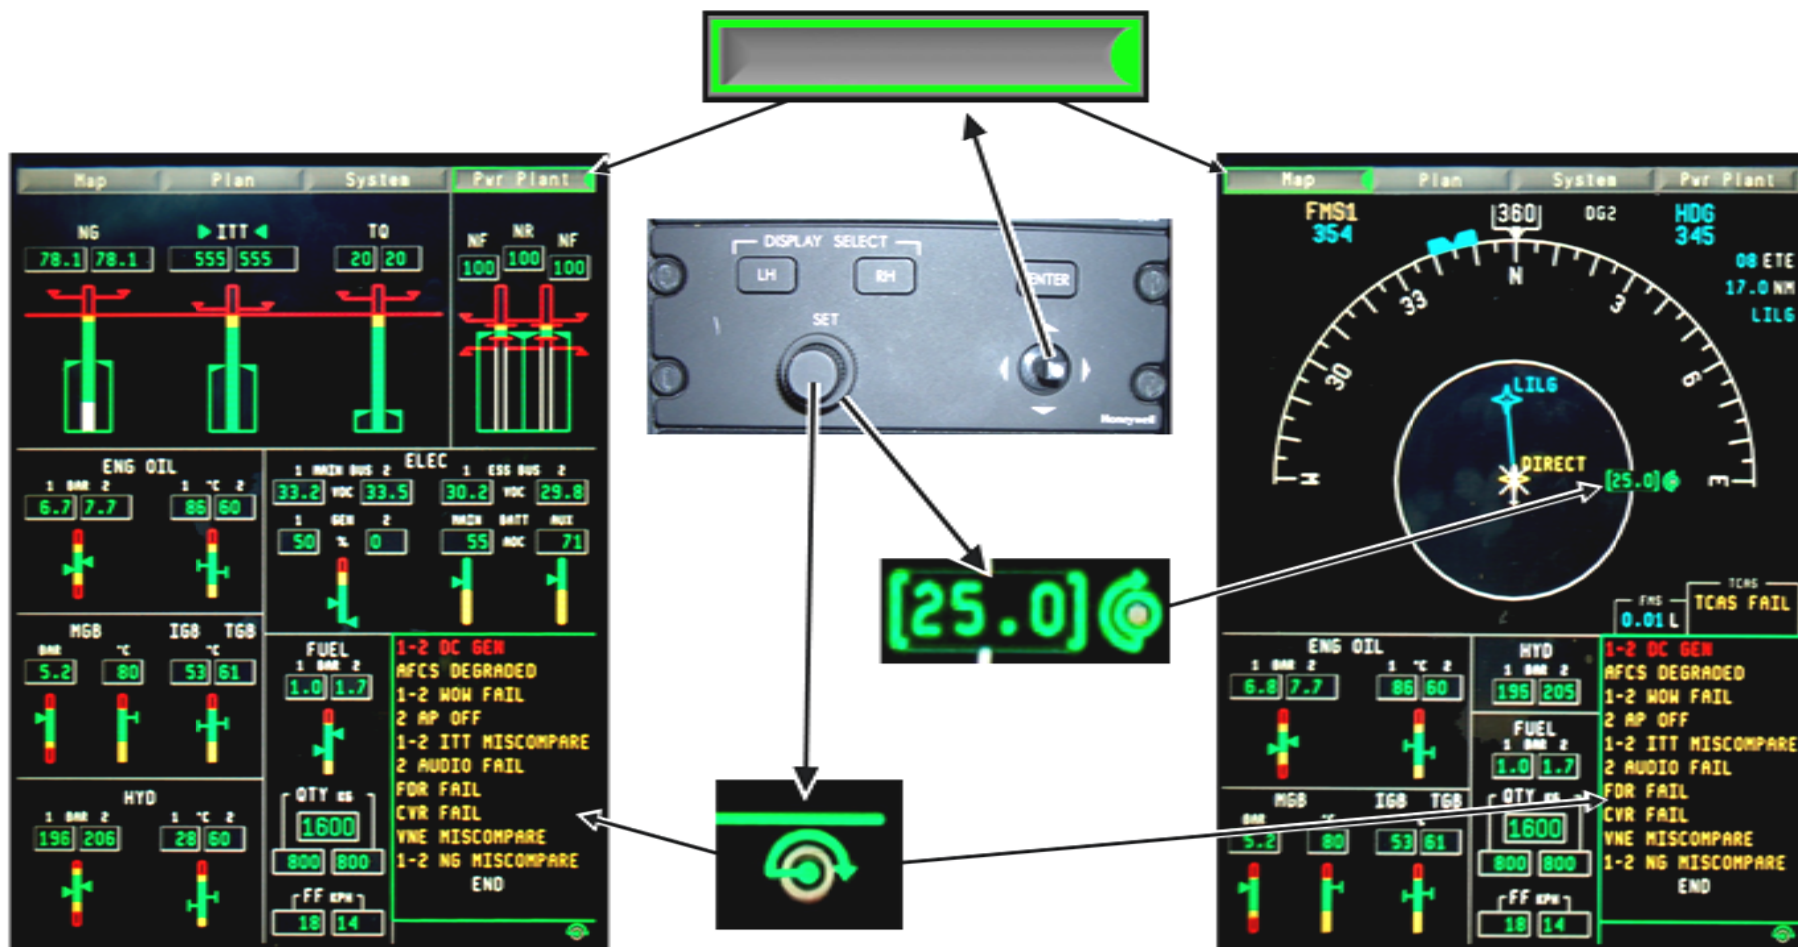 Map Plan System Pwr Plant
NG ITT TQ NF NR NF
78.1 78.1 555 555 20 20 100 100 100
ENG OIL
1 BAR 2 1 °C 2
6.7 7.7 86 60
ELEC
1 MAIN BUS 2 1 ESS BUS 2
33.2 VDC 33.5 30.2 VDC 29.8
1 GEN 2 MAIN BATT AUX
50 % 0 55 ADC 71
MGB IGB TGB
BAR °C °C
5.2 80 53 61
FUEL
1 BAR 2
1.0 1.7
HYD
1 BAR 2 1 °C 2
196 206 28 60
QTY KG
1600
800 800
FF KPH
18 14
1-2 DC GEN
AFCS DEGRADED
1-2 WOW FAIL
2 AP OFF
1-2 ITT MISCOMPARE
2 AUDIO FAIL
FDR FAIL
CVR FAIL
VNE MISCOMPARE
1-2 NG MISCOMPARE
END
DISPLAY SELECT
LH RH ENTER
SET
Honeywell
[25.0]
Map Plan System Pwr Plant
FMS1 360 DG2 HDG
354 345
08 ETE
17.0 NM
LILG
30 33 N 3 6
W E
LILG
DIRECT
[25.0]
TCAS
TCAS FAIL
FMS
0.01 L
ENG OIL
1 BAR 2 1 °C 2
6.8 7.7 86 60
HYD
1 BAR 2
195 205
FUEL
1 BAR 2
1.0 1.7
MGB IGB TGB
BAR °C °C
5.2 80 53 61
QTY KG
1600
800 800
FF KPH
18 14
1-2 DC GEN
AFCS DEGRADED
1-2 WOW FAIL
2 AP OFF
1-2 ITT MISCOMPARE
2 AUDIO FAIL
FDR FAIL
CVR FAIL
VNE MISCOMPARE
1-2 NG MISCOMPARE
END